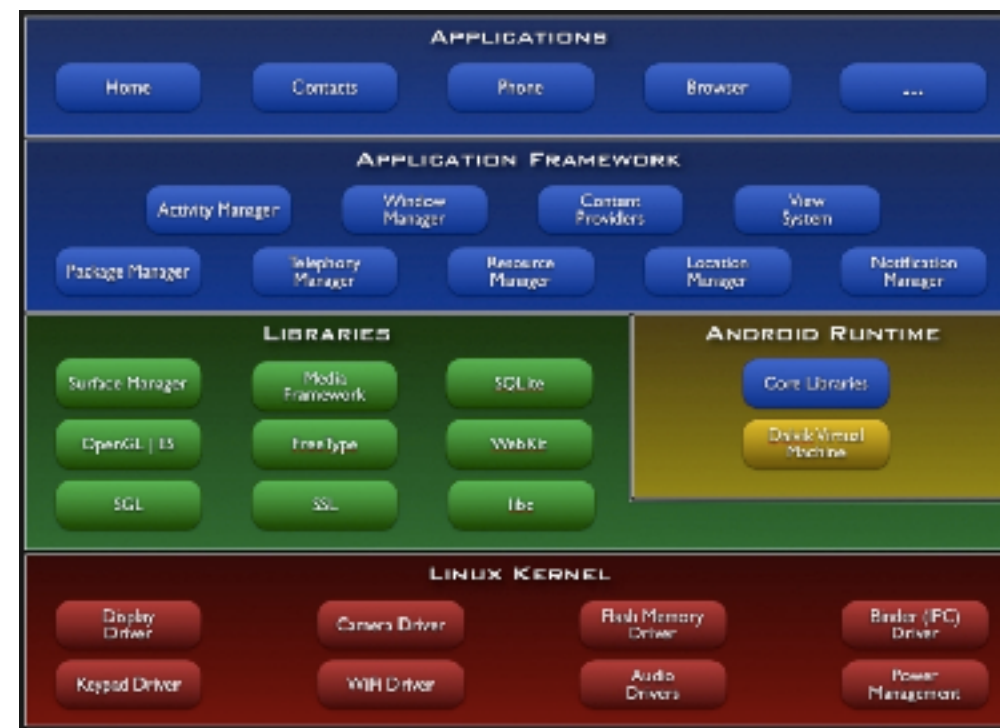 APPLICATIONS
Home
Contacts
Phone
Browser
...
APPLICATION FRAMEWORK
Activity Manager
Window
Manager
Content
Providers
View
System
Package Manager
Telephony
Manager
Resource
Manager
Location
Manager
Notification
Manager
LIBRARIES
ANDROID RUNTIME
Surface Manager
Media
Framework
SQLite
Core Libraries
OpenGL | ES
FreeType
WebKit
Dalvik Virtual
Machine
SGL
SSL
libc
LINUX KERNEL
Display
Driver
Camera Driver
Flash Memory
Driver
Binder (IPC)
Driver
Keypad Driver
WiFi Driver
Audio
Drivers
Power
Management